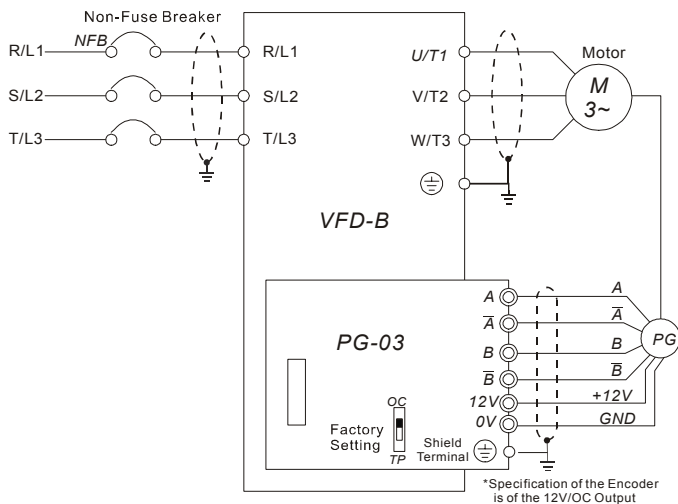 Non-Fuse Breaker
NFB
R/L1
R/L1
U/T1
Motor
S/L2
S/L2
V/T2
M
3~
T/L3
T/L3
W/T3
VFD-B
PG-03
A
A
A̅
A̅
B
B
PG
B̅
B̅
12V
+12V
0V
GND
OC
Factory
Setting
TP
Shield
Terminal
*Specification of the Encoder
is of the 12V/OC Output